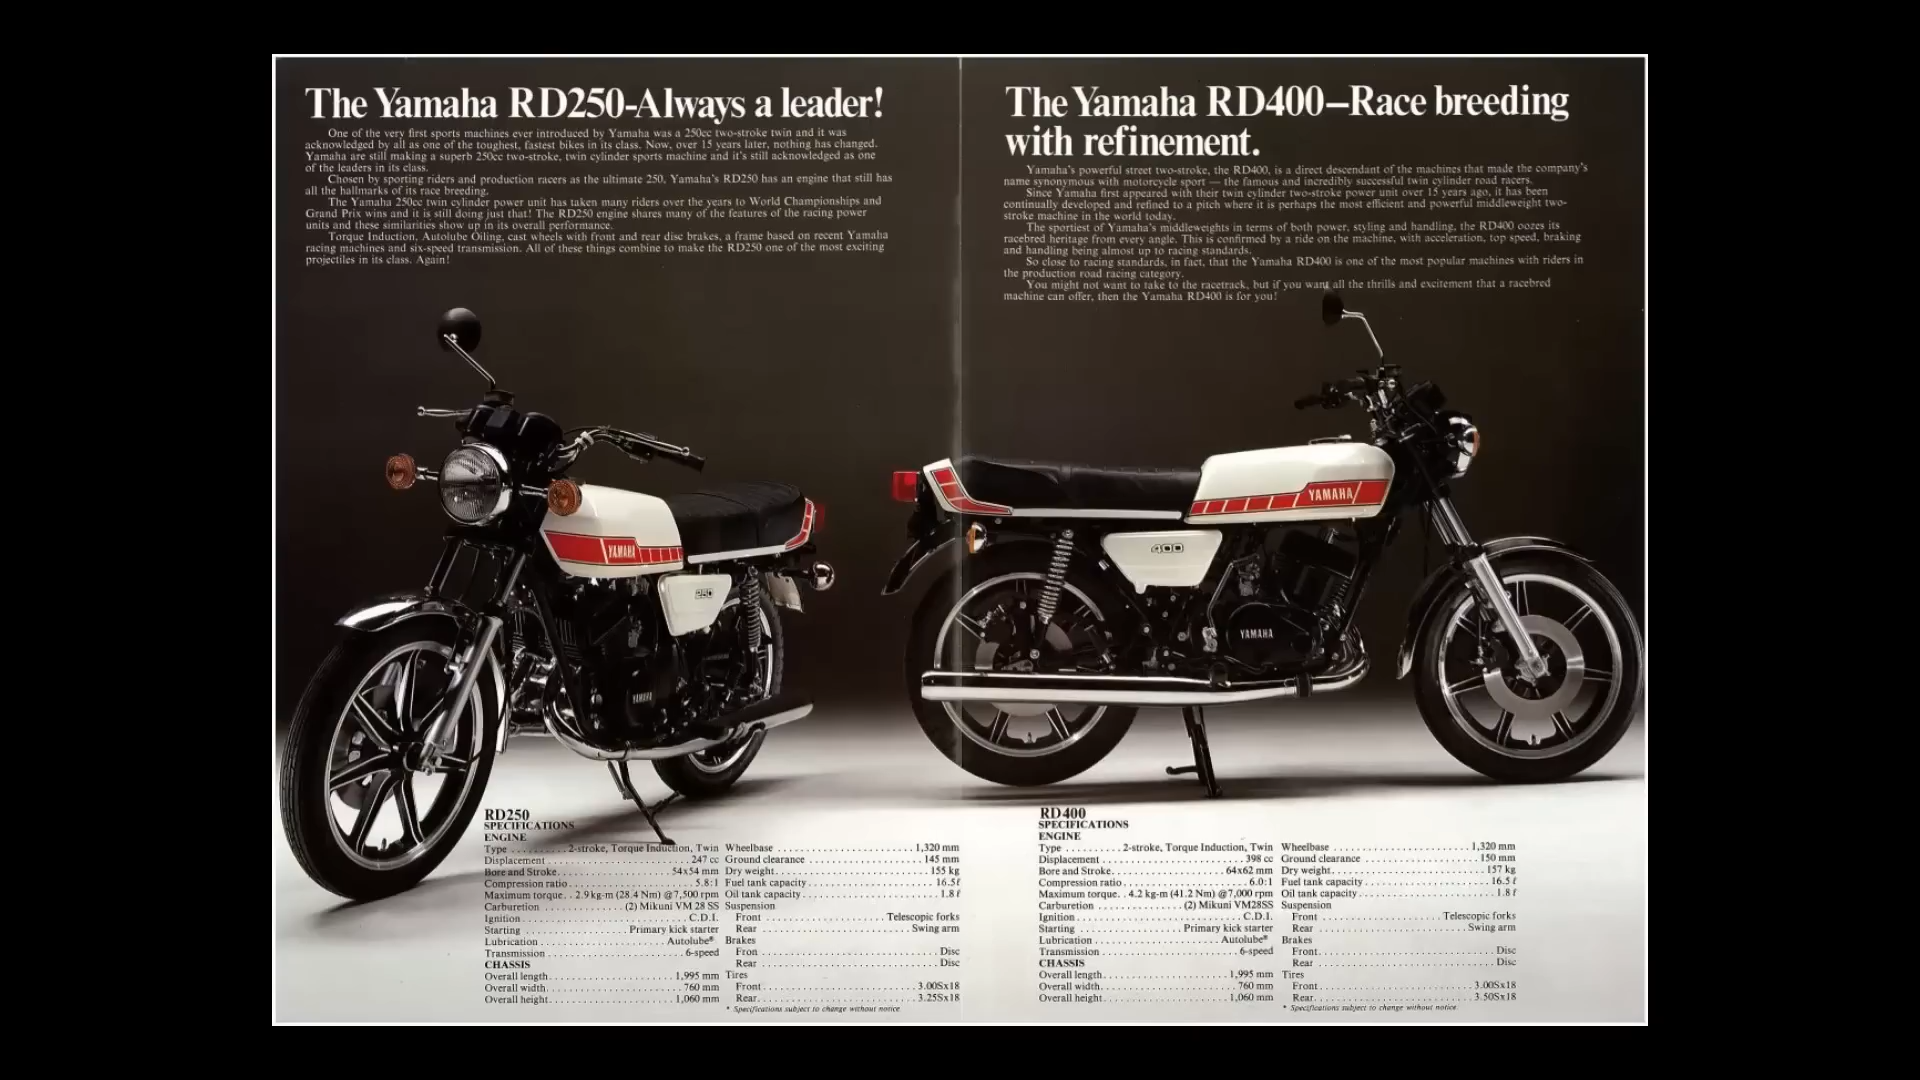 The Yamaha RD250-Always a leader!
One of the very first sports machines ever introduced by Yamaha was a 250cc two-stroke twin and it was
acknowledged by all as one of the toughest, fastest bikes in its class. Now, over 15 years later, nothing has changed.
Yamaha are still making a superb 250cc two-stroke, twin cylinder sports machine and it's still acknowledged as one
of the leaders in its class.
Chosen by sporting riders and production racers as the ultimate 250, Yamaha's RD250 has an engine that still has
all the hallmarks of its race breeding.
The Yamaha 250cc twin cylinder power unit has taken many riders over the years to World Championships and
Grand Prix wins and it is still doing just that! The RD250 engine shares many of the features of the racing power
units and these similarities show up in its overall performance.
Torque Induction, Autolube Oiling, cast wheels with front and rear disc brakes, a frame based on recent Yamaha
racing machines and six-speed transmission. All of these things combine to make the RD250 one of the most exciting
projectiles in its class. Again!
YAMAHA
250
YAMAHA
RD250
SPECIFICATIONS
ENGINE
Type . . . . . . . . . . 2-stroke, Torque Induction, Twin
Displacement . . . . . . . . . . 247 cc
Bore and Stroke . . . . . . . . . . 54x54 mm
Compression ratio . . . . . . . . . . 5.8:1
Maximum torque . . 2.9 kg-m (28.4 Nm) @7,500 rpm
Carburetion . . . . . . . . . . (2) Mikuni VM 28 SS
Ignition . . . . . . . . . . C.D.I.
Starting . . . . . . . . . . Primary kick starter
Lubrication . . . . . . . . . . Autolube®
Transmission . . . . . . . . . . 6-speed
CHASSIS
Overall length . . . . . . . . . . 1,995 mm
Overall width . . . . . . . . . . 760 mm
Overall height . . . . . . . . . . 1,060 mm
Wheelbase . . . . . . . . . . 1,320 mm
Ground clearance . . . . . . . . . . 145 mm
Dry weight . . . . . . . . . . 155 kg
Fuel tank capacity . . . . . . . . . . 16.5 ℓ
Oil tank capacity . . . . . . . . . . 1.8 ℓ
Suspension
Front . . . . . . . . . . Telescopic forks
Rear . . . . . . . . . . Swing arm
Brakes
Fron . . . . . . . . . . Disc
Rear . . . . . . . . . . Disc
Tires
Front . . . . . . . . . . 3.00Sx18
Rear . . . . . . . . . . 3.25Sx18
* Specifications subject to change without notice
The Yamaha RD400–Race breeding
with refinement.
Yamaha's powerful street two-stroke, the RD400, is a direct descendant of the machines that made the company's
name synonymous with motorcycle sport — the famous and incredibly successful twin cylinder road racers.
Since Yamaha first appeared with their twin cylinder two-stroke power unit over 15 years ago, it has been
continually developed and refined to a pitch where it is perhaps the most efficient and powerful middleweight two-
stroke machine in the world today.
The sportiest of Yamaha's middleweights in terms of both power, styling and handling, the RD400 oozes its
racebred heritage from every angle. This is confirmed by a ride on the machine, with acceleration, top speed, braking
and handling being almost up to racing standards.
So close to racing standards, in fact, that the Yamaha RD400 is one of the most popular machines with riders in
the production road racing category.
You might not want to take to the racetrack, but if you want all the thrills and excitement that a racebred
machine can offer, then the Yamaha RD400 is for you!
YAMAHA
400
YAMAHA
RD400
SPECIFICATIONS
ENGINE
Type . . . . . . . . . . 2-stroke, Torque Induction, Twin
Displacement . . . . . . . . . . 398 cc
Bore and Stroke . . . . . . . . . . 64x62 mm
Compression ratio . . . . . . . . . . 6.0:1
Maximum torque . . 4.2 kg-m (41.2 Nm) @7,000 rpm
Carburetion . . . . . . . . . . (2) Mikuni VM28SS
Ignition . . . . . . . . . . C.D.I.
Starting . . . . . . . . . . Primary kick starter
Lubrication . . . . . . . . . . Autolube®
Transmission . . . . . . . . . . 6-speed
CHASSIS
Overall length . . . . . . . . . . 1,995 mm
Overall width . . . . . . . . . . 760 mm
Overall height . . . . . . . . . . 1,060 mm
Wheelbase . . . . . . . . . . 1,320 mm
Ground clearance . . . . . . . . . . 150 mm
Dry weight . . . . . . . . . . 157 kg
Fuel tank capacity . . . . . . . . . . 16.5 ℓ
Oil tank capacity . . . . . . . . . . 1.8 ℓ
Suspension
Front . . . . . . . . . . Telescopic forks
Rear . . . . . . . . . . Swing arm
Brakes
Front . . . . . . . . . . Disc
Rear . . . . . . . . . . Disc
Tires
Front . . . . . . . . . . 3.00Sx18
Rear . . . . . . . . . . 3.50Sx18
* Specifications subject to change without notice.